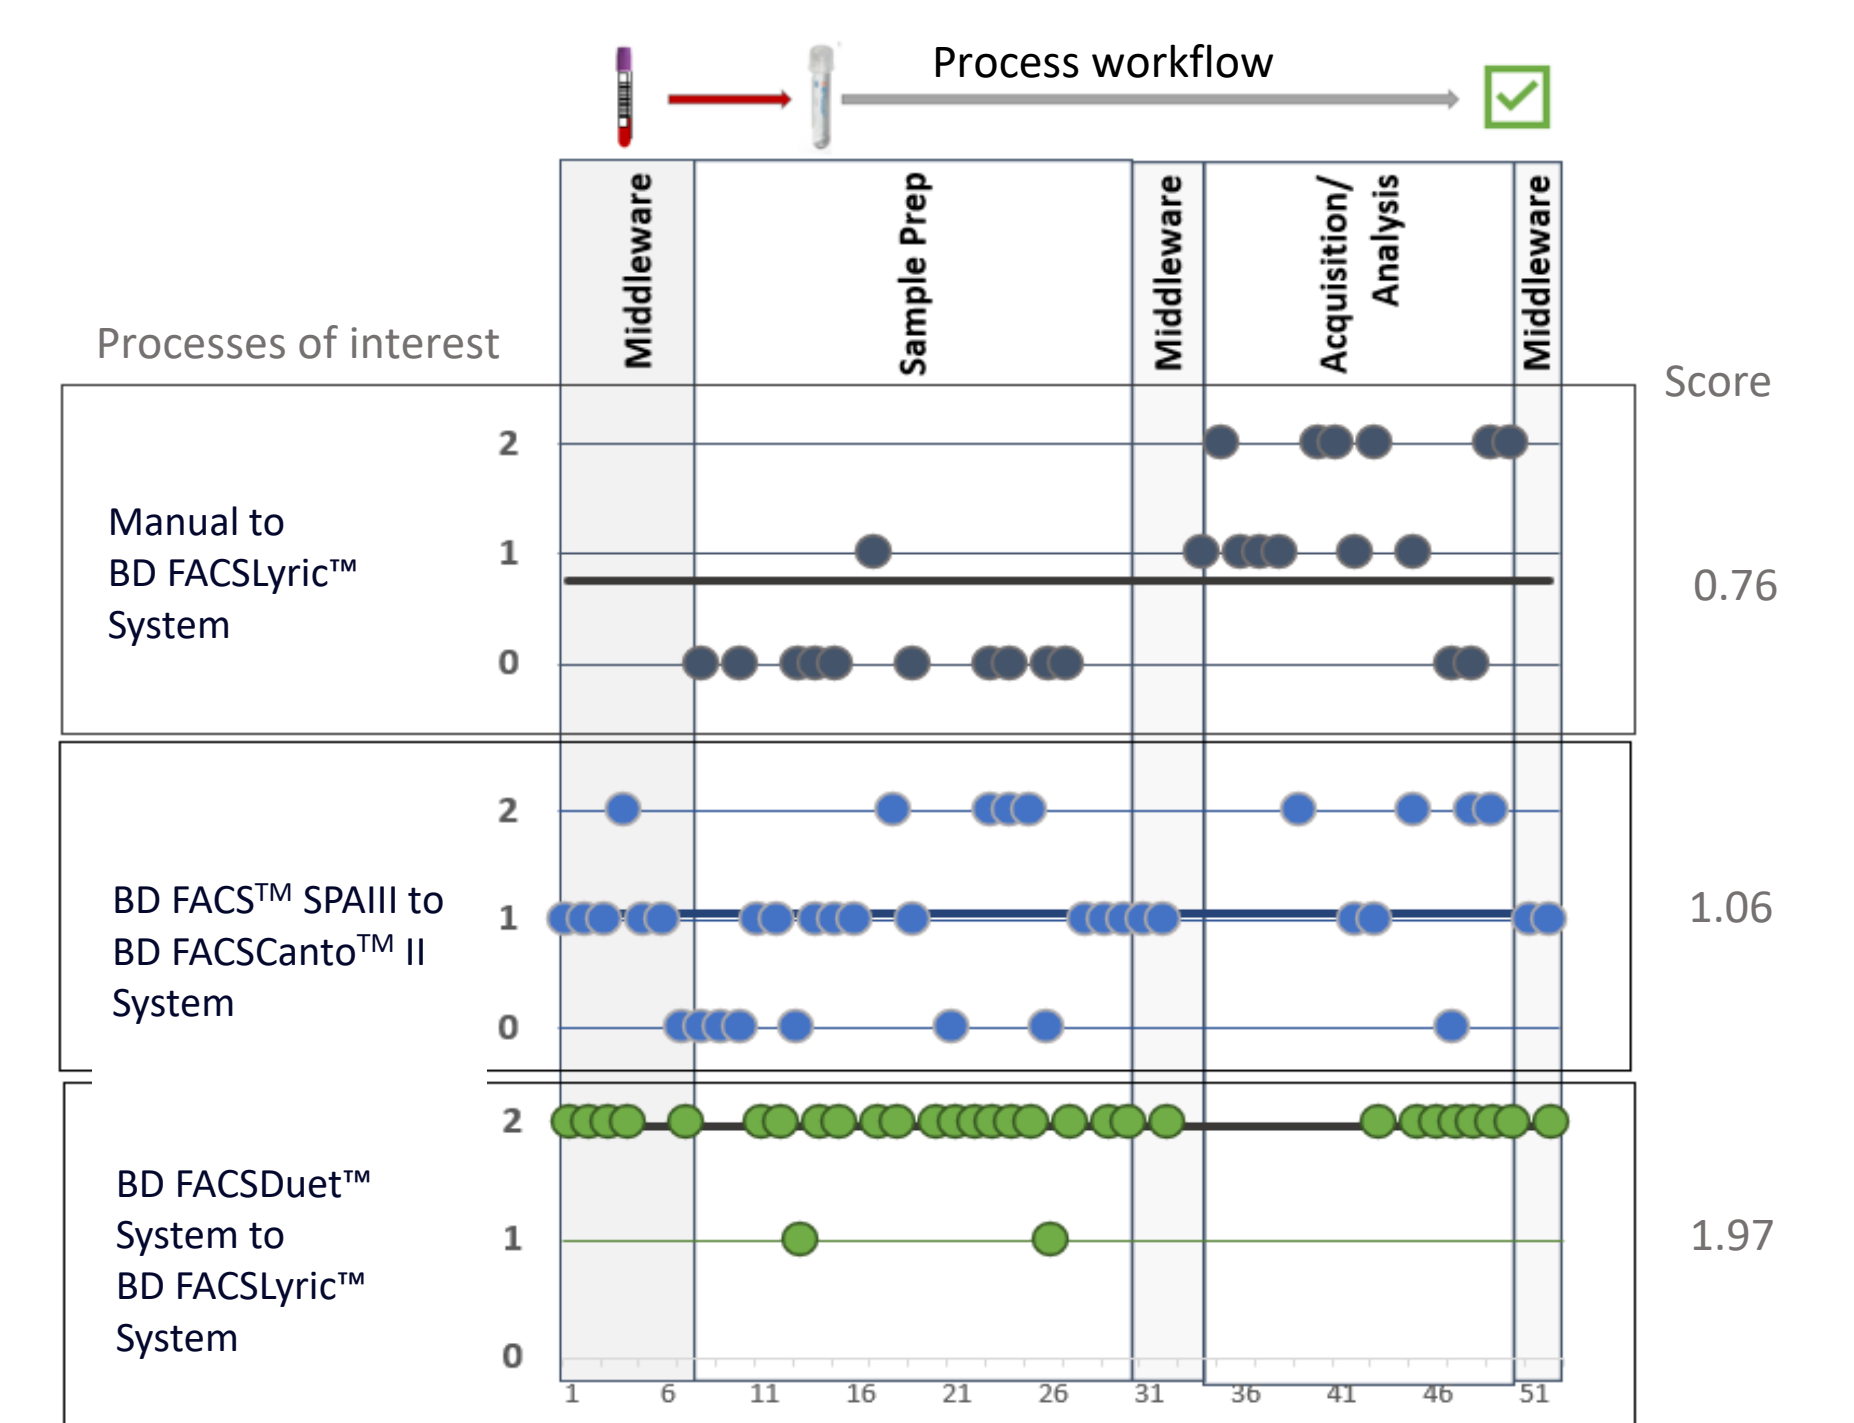 Process workflow
Middleware
Sample Prep
Middleware
Acquisition/
Analysis
Middleware
Processes of interest
Score
2
1
0
Manual to
BD FACSLyric™
System
0.76
2
1
0
BD FACS™ SPAIII to
BD FACSCanto™ II
System
1.06
2
1
0
BD FACSDuet™
System to
BD FACSLyric™
System
1.97
1 6 11 16 21 26 31 36 41 46 51